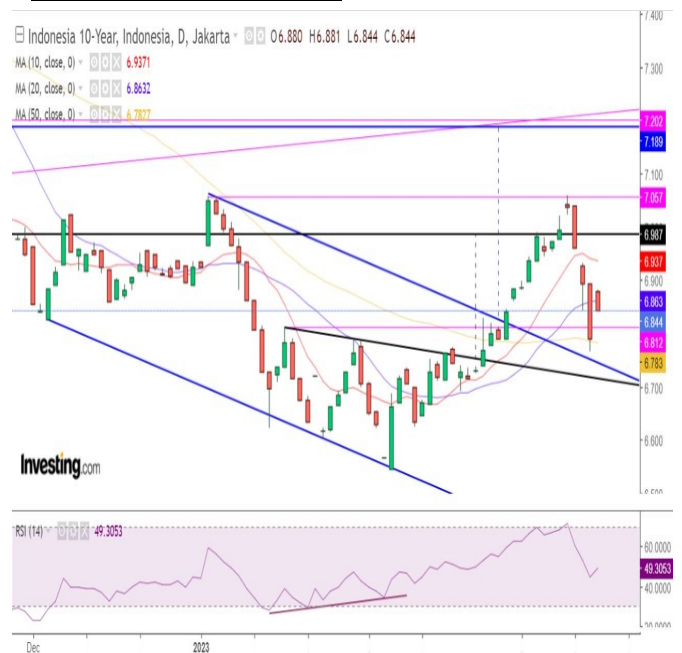 7.400
Indonesia 10-Year, Indonesia, D, Jakarta O6.880 H6.881 L6.844 C6.844
MA (10, close, 0) 6.9371
7.300
MA (20, close, 0) 6.8632
MA (50, close, 0) 6.7827
7.202
7.189
7.100
7.057
6.987
6.937
6.900
6.863
6.844
6.812
6.783
6.700
6.600
Investing.com
6.500
RSI (14) 49.3053
60.0000
49.3053
Dec 2023